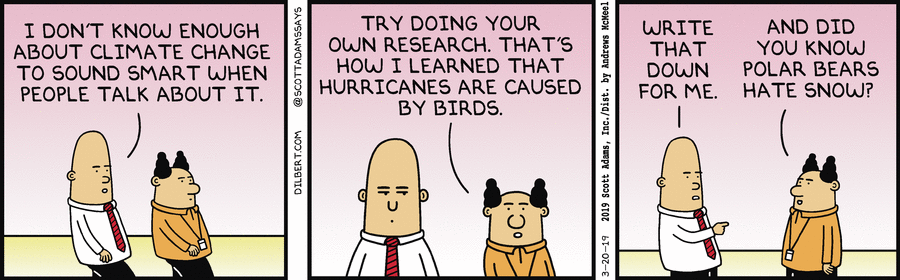 I DON'T KNOW ENOUGH
ABOUT CLIMATE CHANGE
TO SOUND SMART WHEN
PEOPLE TALK ABOUT IT.
DILBERT.COM @SCOTTADAMSSAYS
TRY DOING YOUR
OWN RESEARCH. THAT'S
HOW I LEARNED THAT
HURRICANES ARE CAUSED
BY BIRDS.
3-20-19 2019 Scott Adams, Inc./Dist. by Andrews McMeel
WRITE
THAT
DOWN
FOR ME.
AND DID
YOU KNOW
POLAR BEARS
HATE SNOW?